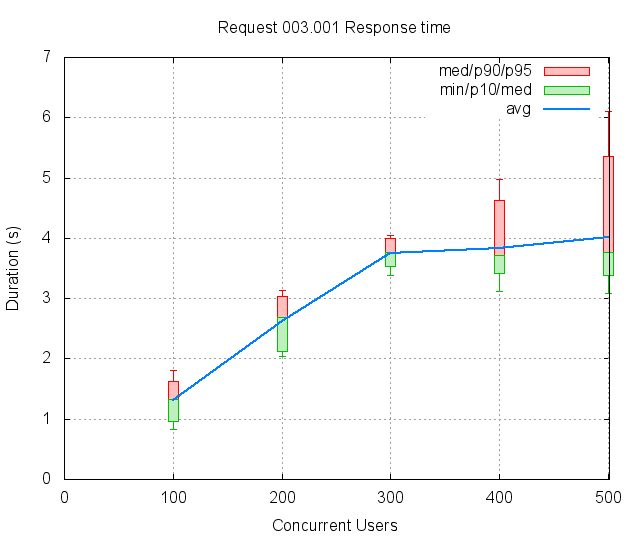 Request 003.001 Response time
med/p90/p95
min/p10/med
avg
Duration (s)
7
6
5
4
3
2
1
0
0 100 200 300 400 500
Concurrent Users